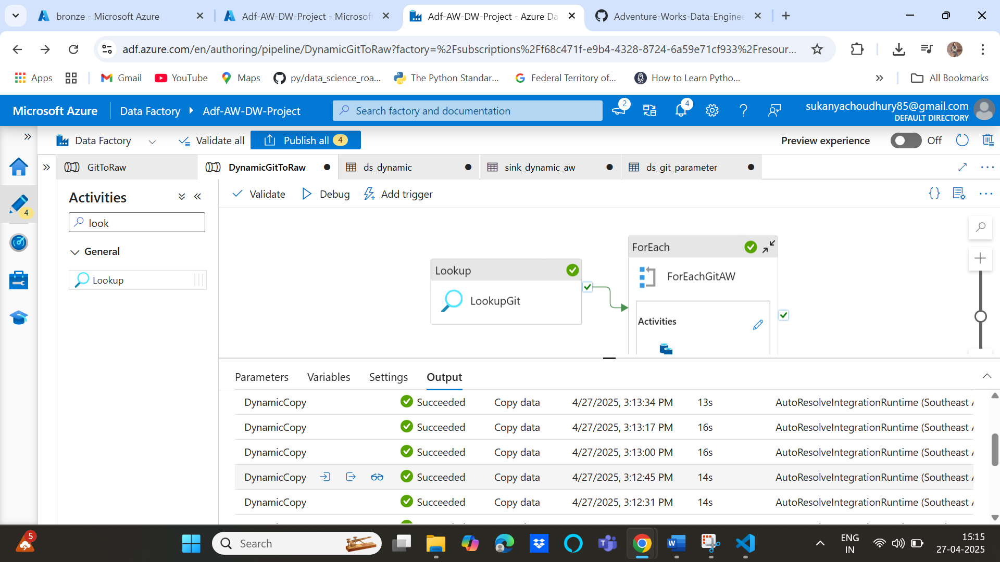 bronze - Microsoft Azure
Adf-AW-DW-Project - Microsof
Adf-AW-DW-Project - Azure Da
Adventure-Works-Data-Enginee
adf.azure.com/en/authoring/pipeline/DynamicGitToRaw?factory=%2Fsubscriptions%2Ff68c471f-e9b4-4328-8724-6a59e71cf933%2Fresour...
Apps
Gmail
YouTube
Maps
py/data_science_roa...
The Python Standar...
Federal Territory of...
How to Learn Pytho...
All Bookmarks
Microsoft Azure
Data Factory
Adf-AW-DW-Project
Search factory and documentation
2
4
sukanyachoudhury85@gmail.com
DEFAULT DIRECTORY
Data Factory
Validate all
Publish all 4
Preview experience
Off
GitToRaw
DynamicGitToRaw
ds_dynamic
sink_dynamic_aw
ds_git_parameter
4
Activities
look
General
Lookup
Validate
Debug
Add trigger
Lookup
LookupGit
ForEach
ForEachGitAW
Activities
Parameters
Variables
Settings
Output
DynamicCopy Succeeded Copy data 4/27/2025, 3:13:34 PM 13s AutoResolveIntegrationRuntime (Southeast A
DynamicCopy Succeeded Copy data 4/27/2025, 3:13:17 PM 16s AutoResolveIntegrationRuntime (Southeast A
DynamicCopy Succeeded Copy data 4/27/2025, 3:13:00 PM 16s AutoResolveIntegrationRuntime (Southeast A
DynamicCopy Succeeded Copy data 4/27/2025, 3:12:45 PM 14s AutoResolveIntegrationRuntime (Southeast A
DynamicCopy Succeeded Copy data 4/27/2025, 3:12:31 PM 14s AutoResolveIntegrationRuntime (Southeast A
5
Search
ENG
IN
15:15
27-04-2025